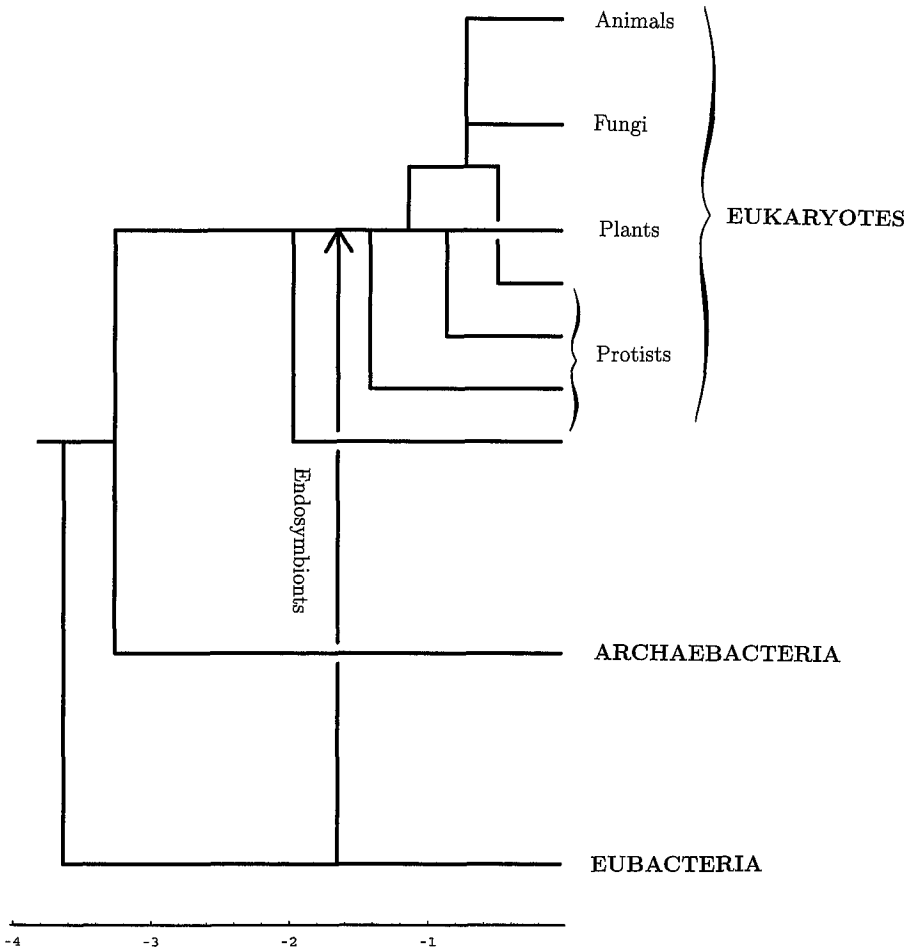 Animals
Fungi
EUKARYOTES
Plants
Protists
Endosymbionts
ARCHAEBACTERIA
EUBACTERIA
-4 -3 -2 -1